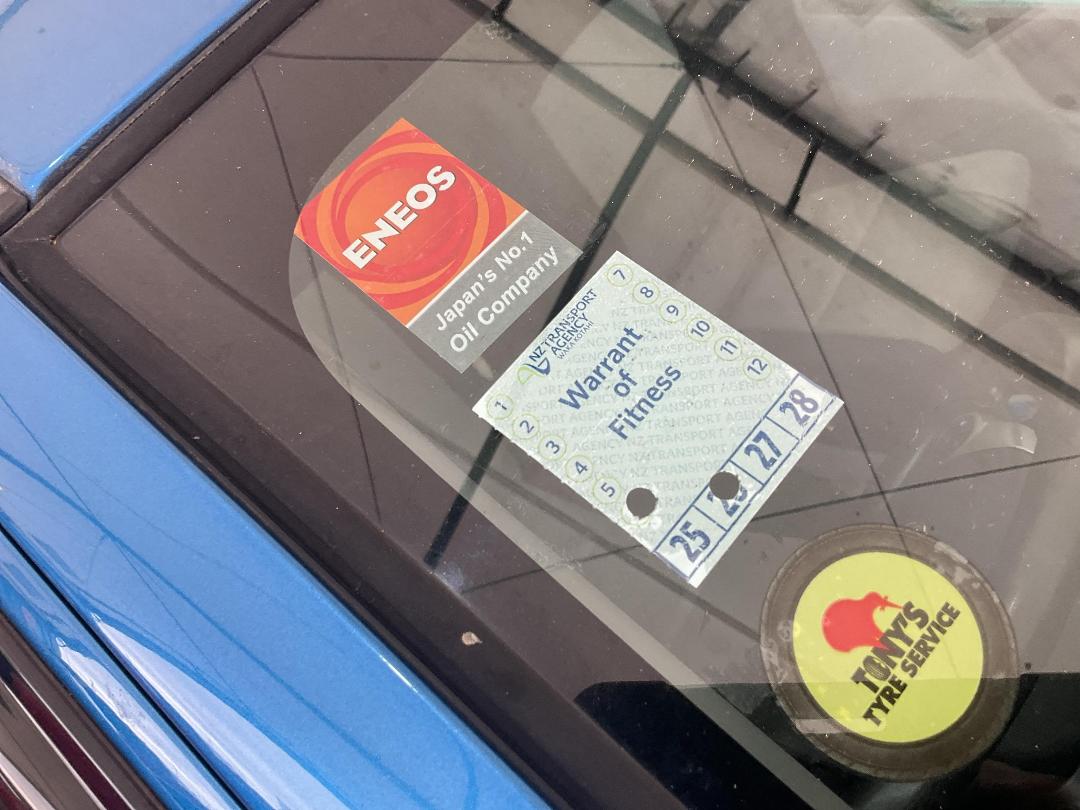 ENEOS
Japan's No.1
Oil Company
NZ TRANSPORT
AGENCY
WAKA KOTAHI
Warrant
of
Fitness
1
2
3
4
5
7
8
9
10
11
12
25
27
28
TONY'S
TYRE SERVICE